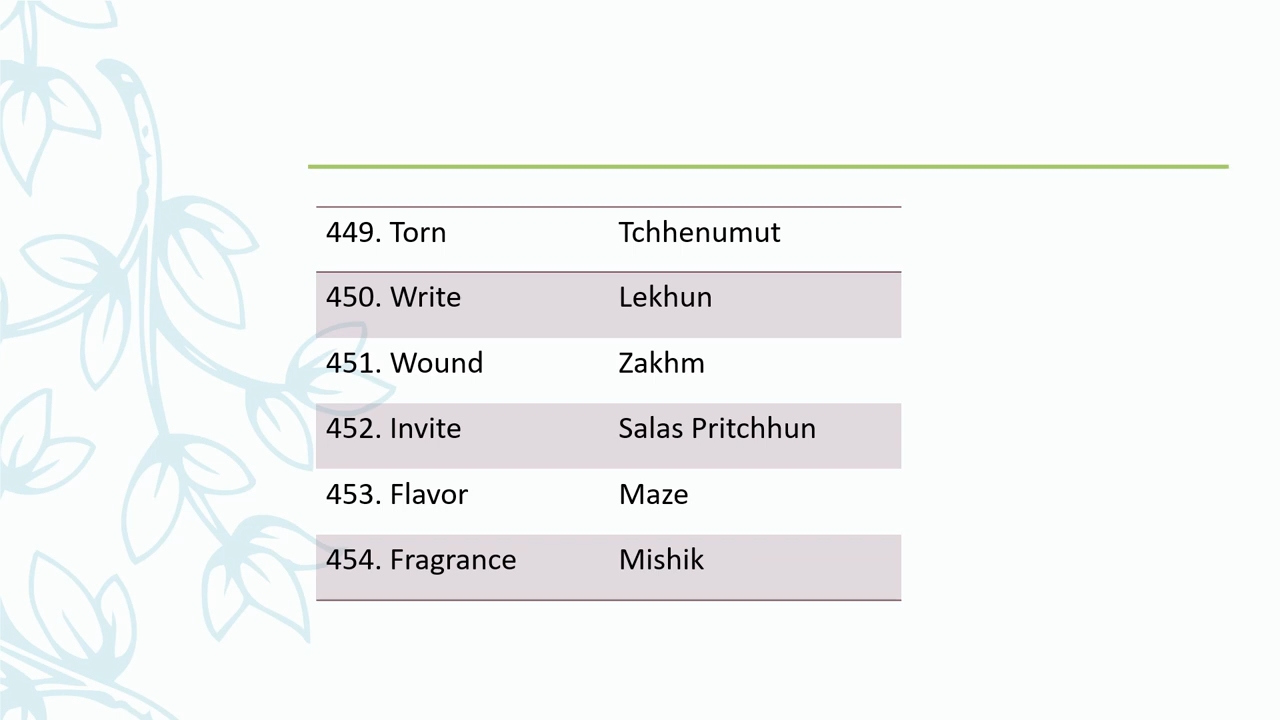 449. Torn Tchhenumut
450. Write Lekhun
451. Wound Zakhm
452. Invite Salas Pritchhun
453. Flavor Maze
454. Fragrance Mishik